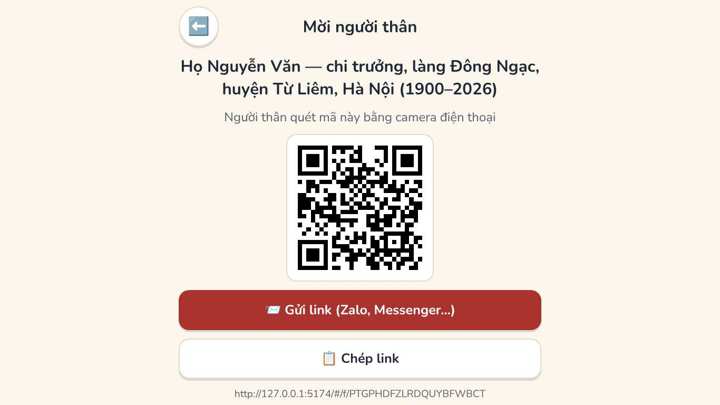 Mời người thân
Họ Nguyễn Văn — chi trưởng, làng Đông Ngạc,
huyện Từ Liêm, Hà Nội (1900–2026)
Người thân quét mã này bằng camera điện thoại
Gửi link (Zalo, Messenger...)
Chép link
http://127.0.0.1:5174/#/f/PTGPHDFZLRDQUYBFWBCT